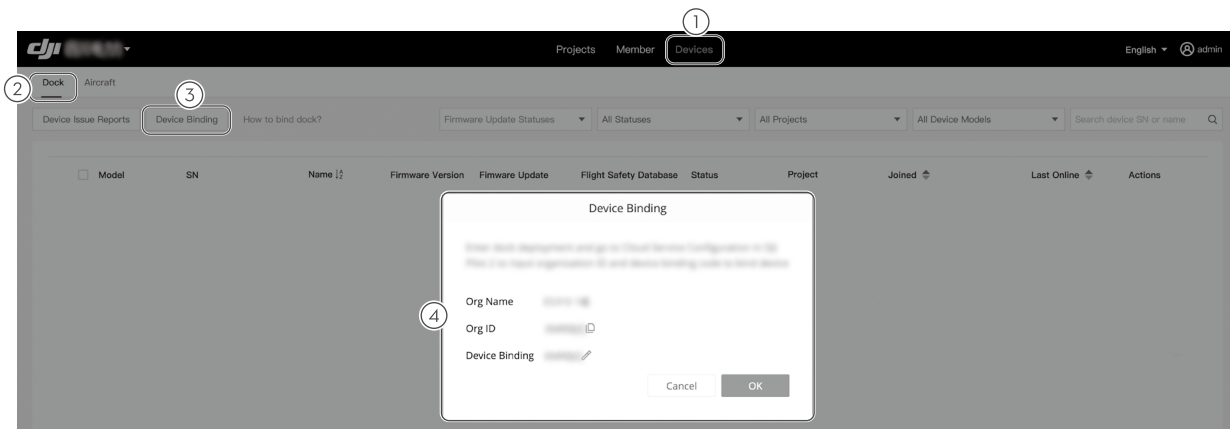 1
dji Projects Member Devices English admin
2 Dock Aircraft
3
Device Issue Reports Device Binding How to bind dock? Firmware Update Statuses All Statuses All Projects All Device Models Search device SN or name
Model SN Name Firmware Version Fimware Update Flight Safety Database Status Project Joined Last Online Actions
Device Binding
Org Name
4
Org ID
Device Binding
Cancel OK